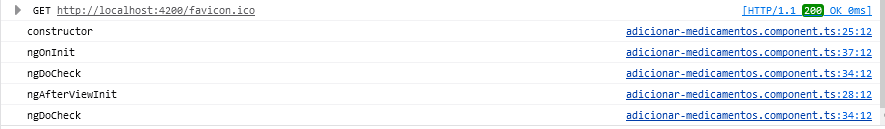 GET http://localhost:4200/favicon.ico [HTTP/1.1 200 OK 0ms]
constructor adicionar-medicamentos.component.ts:25:12
ngOnInit adicionar-medicamentos.component.ts:37:12
ngDoCheck adicionar-medicamentos.component.ts:34:12
ngAfterViewInit adicionar-medicamentos.component.ts:28:12
ngDoCheck adicionar-medicamentos.component.ts:34:12